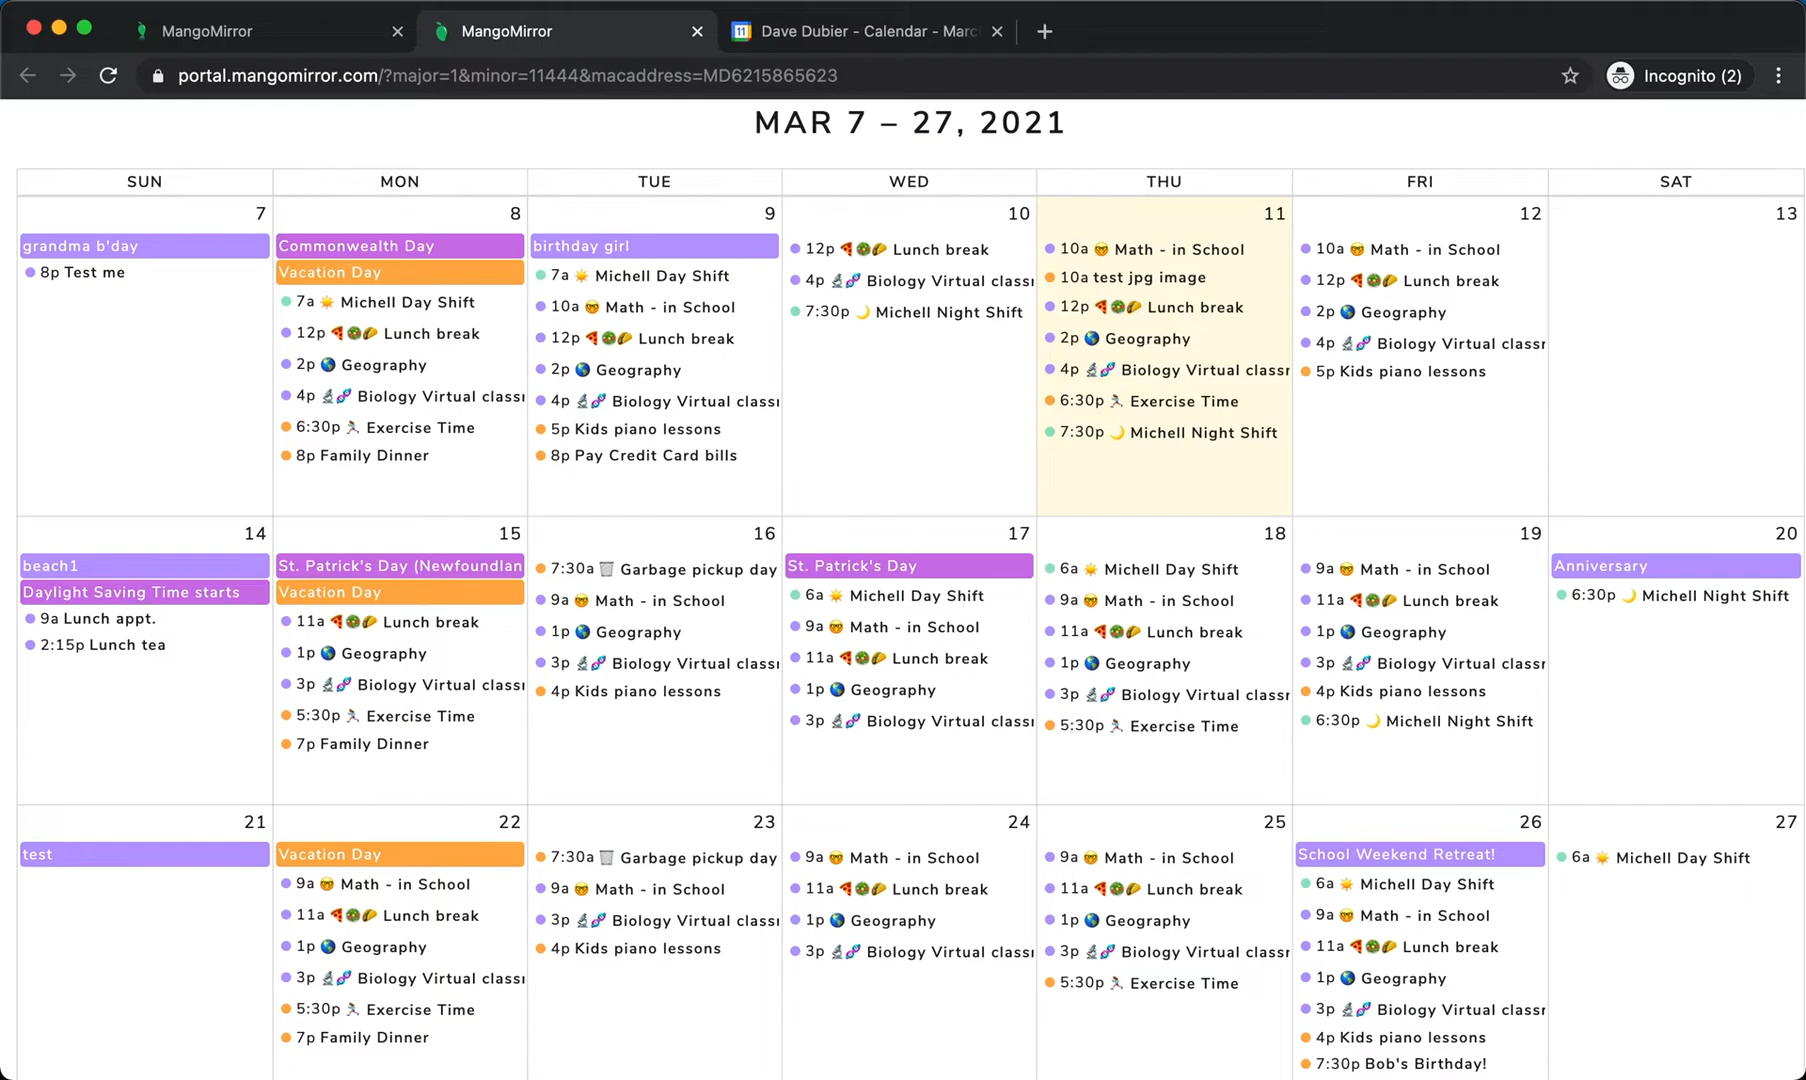 MangoMirror
MangoMirror
11
Dave Dubier - Calendar - Marc
portal.mangomirror.com/?major=1&minor=11444&macaddress=MD6215865623
Incognito (2)
MAR 7 – 27, 2021
SUN MON TUE WED THU FRI SAT
7
grandma b'day
8p Test me
8
Commonwealth Day
Vacation Day
7a ☀️ Michell Day Shift
12p 🍕🥗🌮 Lunch break
2p 🌎 Geography
4p 🔬🧬 Biology Virtual classr
6:30p 🏃 Exercise Time
8p Family Dinner
9
birthday girl
7a ☀️ Michell Day Shift
10a 🤓 Math - in School
12p 🍕🥗🌮 Lunch break
2p 🌎 Geography
4p 🔬🧬 Biology Virtual classr
5p Kids piano lessons
8p Pay Credit Card bills
10
12p 🍕🥗🌮 Lunch break
4p 🔬🧬 Biology Virtual classr
7:30p 🌙 Michell Night Shift
11
10a 🤓 Math - in School
10a test jpg image
12p 🍕🥗🌮 Lunch break
2p 🌎 Geography
4p 🔬🧬 Biology Virtual classr
6:30p 🏃 Exercise Time
7:30p 🌙 Michell Night Shift
12
10a 🤓 Math - in School
12p 🍕🥗🌮 Lunch break
2p 🌎 Geography
4p 🔬🧬 Biology Virtual classr
5p Kids piano lessons
13
14
beach1
Daylight Saving Time starts
9a Lunch appt.
2:15p Lunch tea
15
St. Patrick's Day (Newfoundlan
Vacation Day
11a 🍕🥗🌮 Lunch break
1p 🌎 Geography
3p 🔬🧬 Biology Virtual classr
5:30p 🏃 Exercise Time
7p Family Dinner
16
7:30a 🗑️ Garbage pickup day
9a 🤓 Math - in School
1p 🌎 Geography
3p 🔬🧬 Biology Virtual classr
4p Kids piano lessons
17
St. Patrick's Day
6a ☀️ Michell Day Shift
9a 🤓 Math - in School
11a 🍕🥗🌮 Lunch break
1p 🌎 Geography
3p 🔬🧬 Biology Virtual classr
18
6a ☀️ Michell Day Shift
9a 🤓 Math - in School
11a 🍕🥗🌮 Lunch break
1p 🌎 Geography
3p 🔬🧬 Biology Virtual classr
5:30p 🏃 Exercise Time
19
9a 🤓 Math - in School
11a 🍕🥗🌮 Lunch break
1p 🌎 Geography
3p 🔬🧬 Biology Virtual classr
4p Kids piano lessons
6:30p 🌙 Michell Night Shift
20
Anniversary
6:30p 🌙 Michell Night Shift
21
test
22
Vacation Day
9a 🤓 Math - in School
11a 🍕🥗🌮 Lunch break
1p 🌎 Geography
3p 🔬🧬 Biology Virtual classr
5:30p 🏃 Exercise Time
7p Family Dinner
23
7:30a 🗑️ Garbage pickup day
9a 🤓 Math - in School
3p 🔬🧬 Biology Virtual classr
4p Kids piano lessons
24
9a 🤓 Math - in School
11a 🍕🥗🌮 Lunch break
1p 🌎 Geography
3p 🔬🧬 Biology Virtual classr
25
9a 🤓 Math - in School
11a 🍕🥗🌮 Lunch break
1p 🌎 Geography
3p 🔬🧬 Biology Virtual classr
5:30p 🏃 Exercise Time
26
School Weekend Retreat!
6a ☀️ Michell Day Shift
9a 🤓 Math - in School
11a 🍕🥗🌮 Lunch break
1p 🌎 Geography
3p 🔬🧬 Biology Virtual classr
4p Kids piano lessons
7:30p Bob's Birthday!
27
6a ☀️ Michell Day Shift